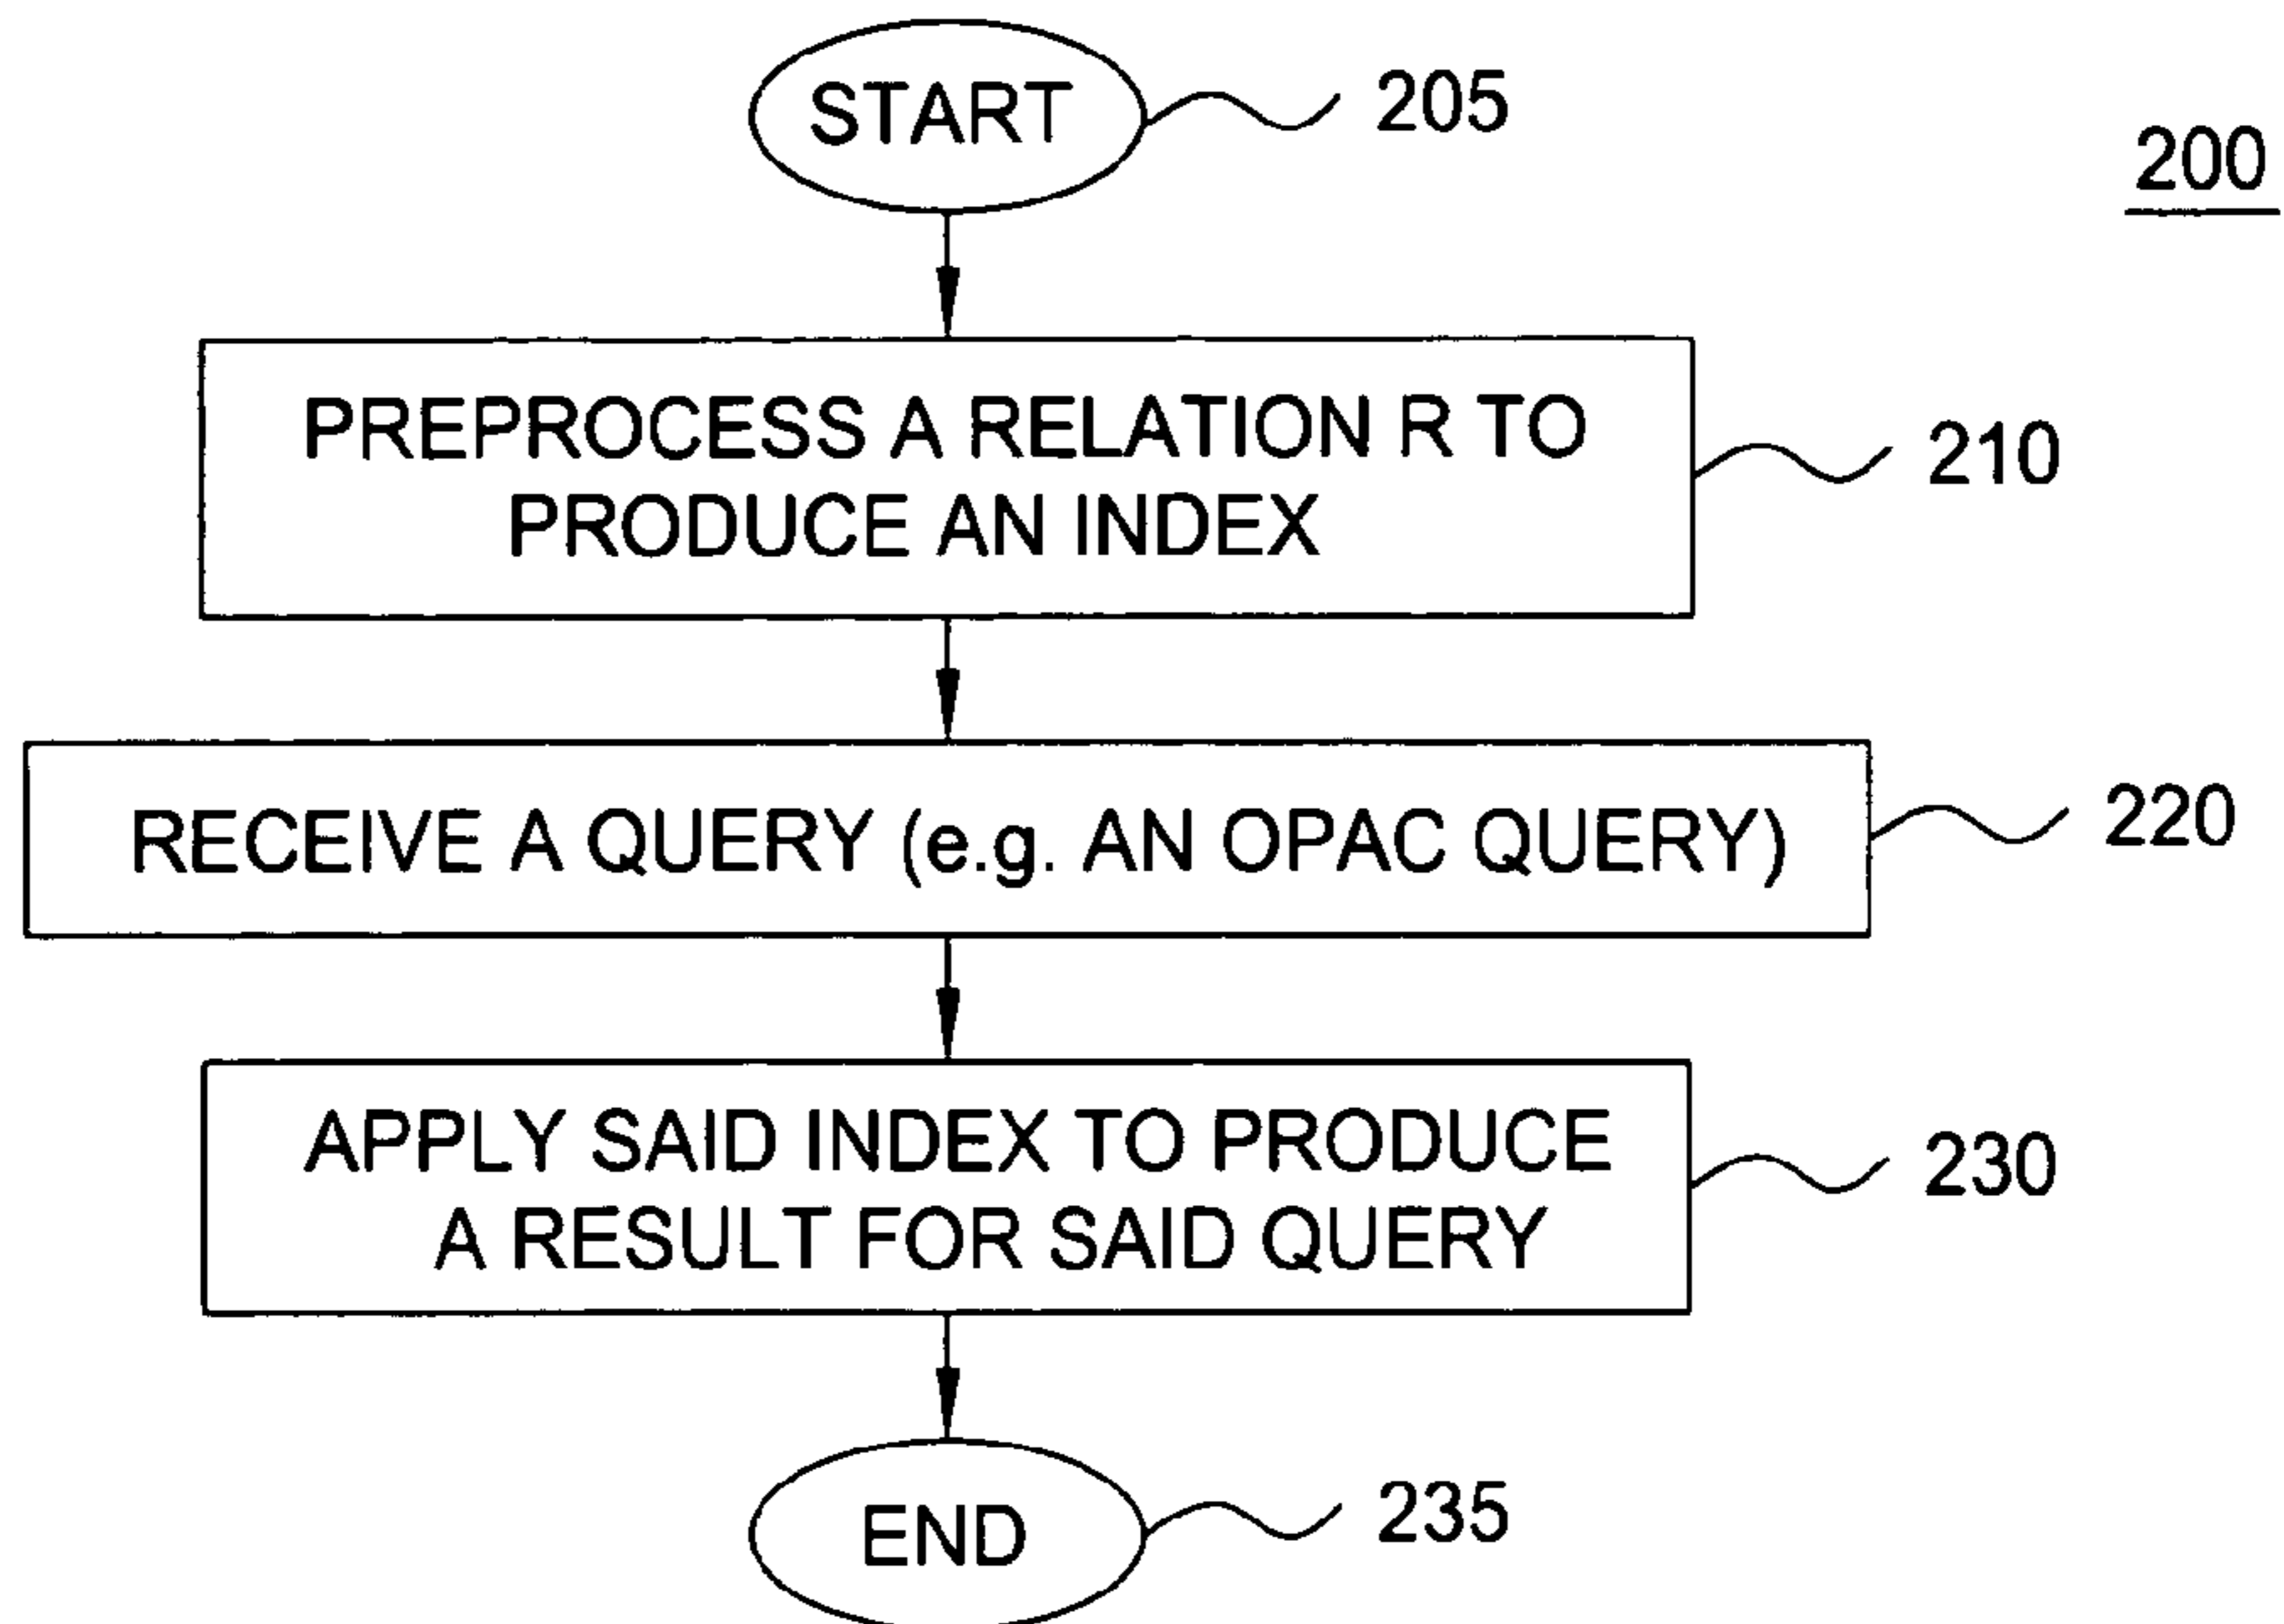 START
205
200
PREPROCESS A RELATION R TO
PRODUCE AN INDEX
210
RECEIVE A QUERY (e.g. AN OPAC QUERY)
220
APPLY SAID INDEX TO PRODUCE
A RESULT FOR SAID QUERY
230
END
235